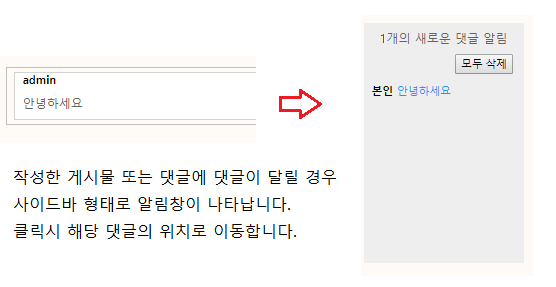 admin
안녕하세요
1개의 새로운 댓글 알림
모두 삭제
본인 안녕하세요
작성한 게시물 또는 댓글에 댓글이 달릴 경우
사이드바 형태로 알림창이 나타납니다.
클릭시 해당 댓글의 위치로 이동합니다.